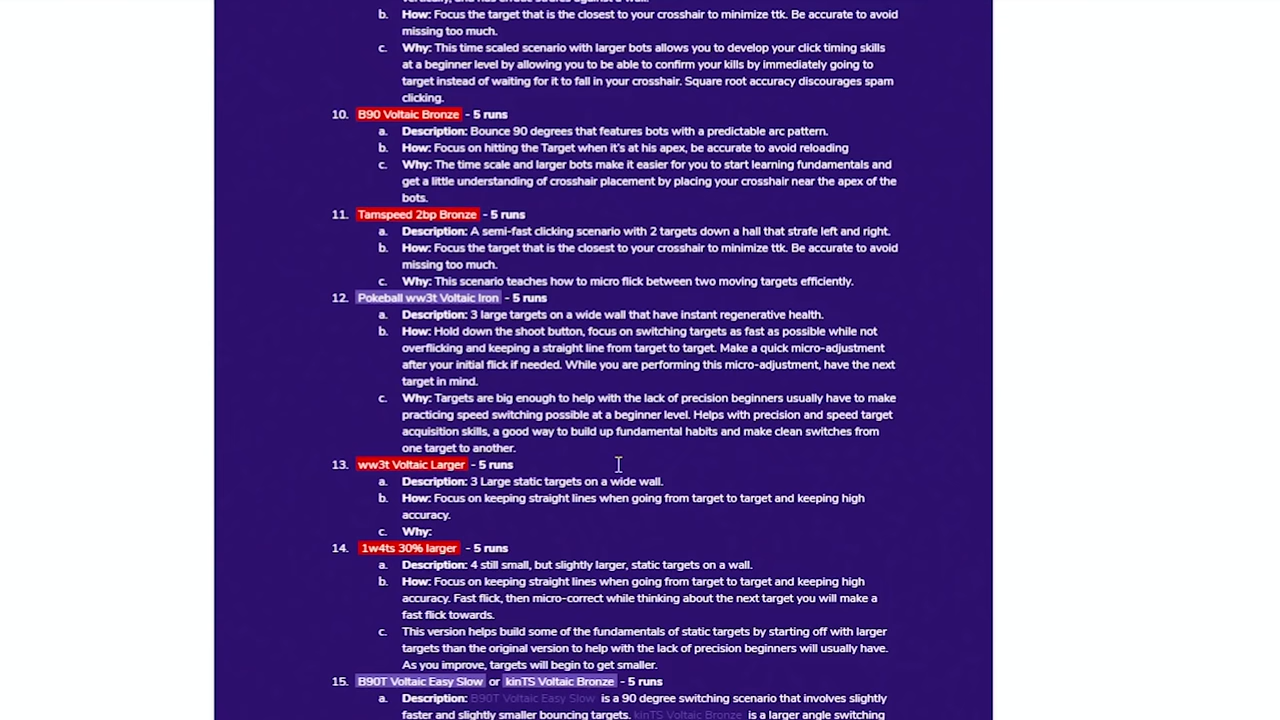 b. How: Focus the target that is the closest to your crosshair to minimize ttk. Be accurate to avoid
missing too much.
c. Why: This time scaled scenario with larger bots allows you to develop your click timing skills
at a beginner level by allowing you to be able to confirm your kills by immediately going to
target instead of waiting for it to fall in your crosshair. Square root accuracy discourages spam
clicking.
10. B90 Voltaic Bronze - 5 runs
a. Description: Bounce 90 degrees that features bots with a predictable arc pattern.
b. How: Focus on hitting the Target when it's at his apex, be accurate to avoid reloading
c. Why: The time scale and larger bots make it easier for you to start learning fundamentals and
get a little understanding of crosshair placement by placing your crosshair near the apex of the
bots.
11. Tamspeed 2bp Bronze - 5 runs
a. Description: A semi-fast clicking scenario with 2 targets down a hall that strafe left and right.
b. How: Focus the target that is the closest to your crosshair to minimize ttk. Be accurate to avoid
missing too much.
c. Why: This scenario teaches how to micro flick between two moving targets efficiently.
12. Pokeball ww3t Voltaic Iron - 5 runs
a. Description: 3 large targets on a wide wall that have instant regenerative health.
b. How: Hold down the shoot button, focus on switching targets as fast as possible while not
overflicking and keeping a straight line from target to target. Make a quick micro-adjustment
after your initial flick if needed. While you are performing this micro-adjustment, have the next
target in mind.
c. Why: Targets are big enough to help with the lack of precision beginners usually have to make
practicing speed switching possible at a beginner level. Helps with precision and speed target
acquisition skills, a good way to build up fundamental habits and make clean switches from
one target to another.
13. ww3t Voltaic Larger - 5 runs
a. Description: 3 Large static targets on a wide wall.
b. How: Focus on keeping straight lines when going from target to target and keeping high
accuracy.
c. Why:
14. 1w4ts 30% larger - 5 runs
a. Description: 4 still small, but slightly larger, static targets on a wall.
b. How: Focus on keeping straight lines when going from target to target and keeping high
accuracy. Fast flick, then micro-correct while thinking about the next target you will make a
fast flick towards.
c. This version helps build some of the fundamentals of static targets by starting off with larger
targets than the original version to help with the lack of precision beginners will usually have.
As you improve, targets will begin to get smaller.
15. B90T Voltaic Easy Slow or kinTS Voltaic Bronze - 5 runs
a. Description: B90T Voltaic Easy Slow is a 90 degree switching scenario that involves slightly
faster and slightly smaller bouncing targets. kinTS Voltaic Bronze is a larger angle switching